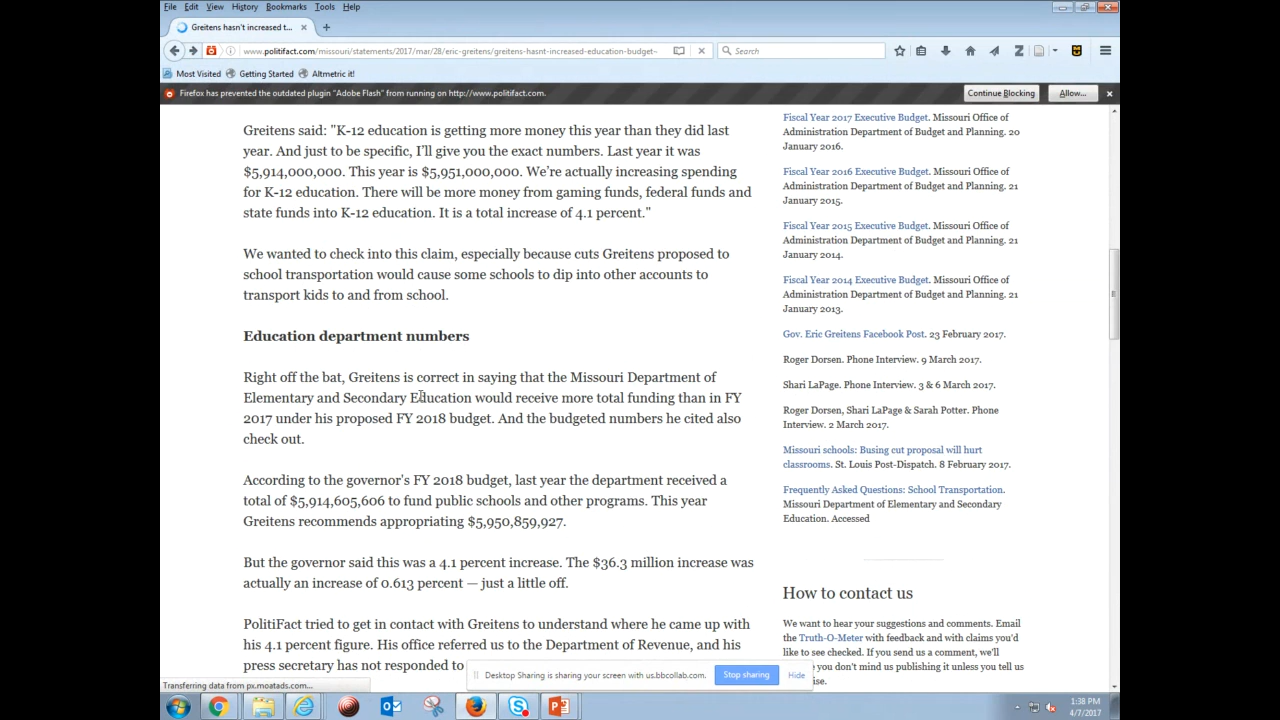 File Edit View History Bookmarks Tools Help
Greitens hasn't increased t...
www.politifact.com/missouri/statements/2017/mar/28/eric-greitens/greitens-hasnt-increased-education-budget-
Search
Most Visited Getting Started Altmetric it!
Firefox has prevented the outdated plugin "Adobe Flash" from running on http://www.politifact.com.
Continue Blocking
Allow...
Greitens said: "K-12 education is getting more money this year than they did last
year. And just to be specific, I'll give you the exact numbers. Last year it was
$5,914,000,000. This year is $5,951,000,000. We're actually increasing spending
for K-12 education. There will be more money from gaming funds, federal funds and
state funds into K-12 education. It is a total increase of 4.1 percent."
We wanted to check into this claim, especially because cuts Greitens proposed to
school transportation would cause some schools to dip into other accounts to
transport kids to and from school.
Education department numbers
Right off the bat, Greitens is correct in saying that the Missouri Department of
Elementary and Secondary Education would receive more total funding than in FY
2017 under his proposed FY 2018 budget. And the budgeted numbers he cited also
check out.
According to the governor's FY 2018 budget, last year the department received a
total of $5,914,605,606 to fund public schools and other programs. This year
Greitens recommends appropriating $5,950,859,927.
But the governor said this was a 4.1 percent increase. The $36.3 million increase was
actually an increase of 0.613 percent — just a little off.
PolitiFact tried to get in contact with Greitens to understand where he came up with
his 4.1 percent figure. His office referred us to the Department of Revenue, and his
press secretary has not responded to
Fiscal Year 2017 Executive Budget. Missouri Office of
Administration Department of Budget and Planning. 20
January 2016.
Fiscal Year 2016 Executive Budget. Missouri Office of
Administration Department of Budget and Planning. 21
January 2015.
Fiscal Year 2015 Executive Budget. Missouri Office of
Administration Department of Budget and Planning. 21
January 2014.
Fiscal Year 2014 Executive Budget. Missouri Office of
Administration Department of Budget and Planning. 21
January 2013.
Gov. Eric Greitens Facebook Post. 23 February 2017.
Roger Dorsen. Phone Interview. 9 March 2017.
Shari LaPage. Phone Interview. 3 & 6 March 2017.
Roger Dorsen, Shari LaPage & Sarah Potter. Phone
Interview. 2 March 2017.
Missouri schools: Busing cut proposal will hurt
classrooms. St. Louis Post-Dispatch. 8 February 2017.
Frequently Asked Questions: School Transportation.
Missouri Department of Elementary and Secondary
Education. Accessed
How to contact us
We want to hear your suggestions and comments. Email
the Truth-O-Meter with feedback and with claims you'd
like to see checked. If you send us a comment, we'll
you don't mind us publishing it unless you tell us
ise.
Desktop Sharing is sharing your screen with us.bbcollab.com.
Stop sharing
Hide
Transferring data from px.moatads.com...
1:38 PM
4/7/2017